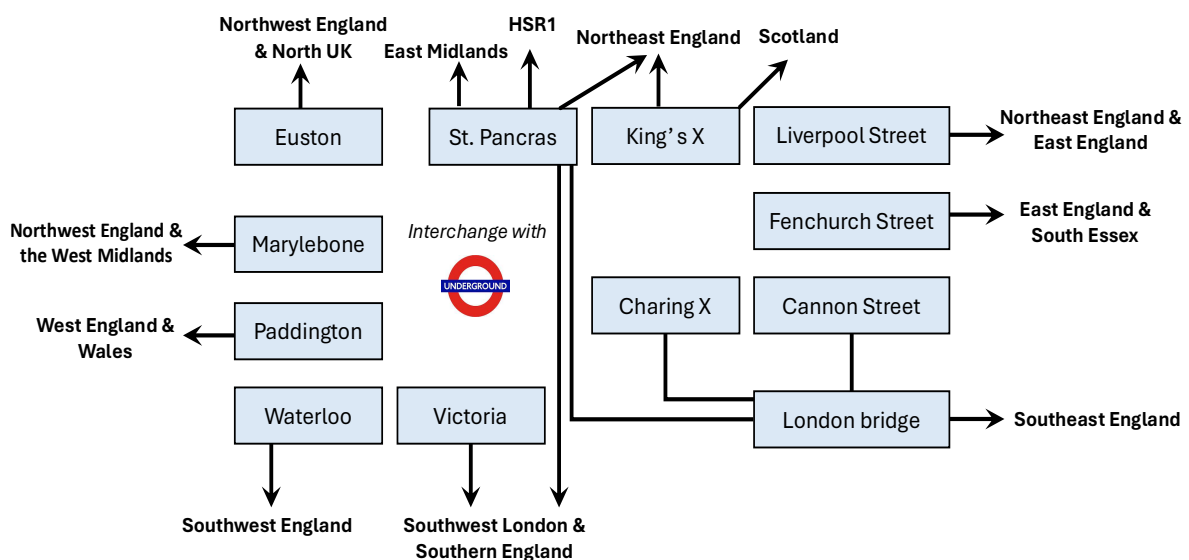 Northwest England
& North UK
East Midlands
HSR1
Northeast England
Scotland
Euston
St. Pancras
King's X
Liverpool Street
Northeast England &
East England
Northwest England &
the West Midlands
Marylebone
Interchange with
UNDERGROUND
Fenchurch Street
East England &
South Essex
West England &
Wales
Paddington
Charing X
Cannon Street
Waterloo
Victoria
London bridge
Southeast England
Southwest England
Southwest London &
Southern England